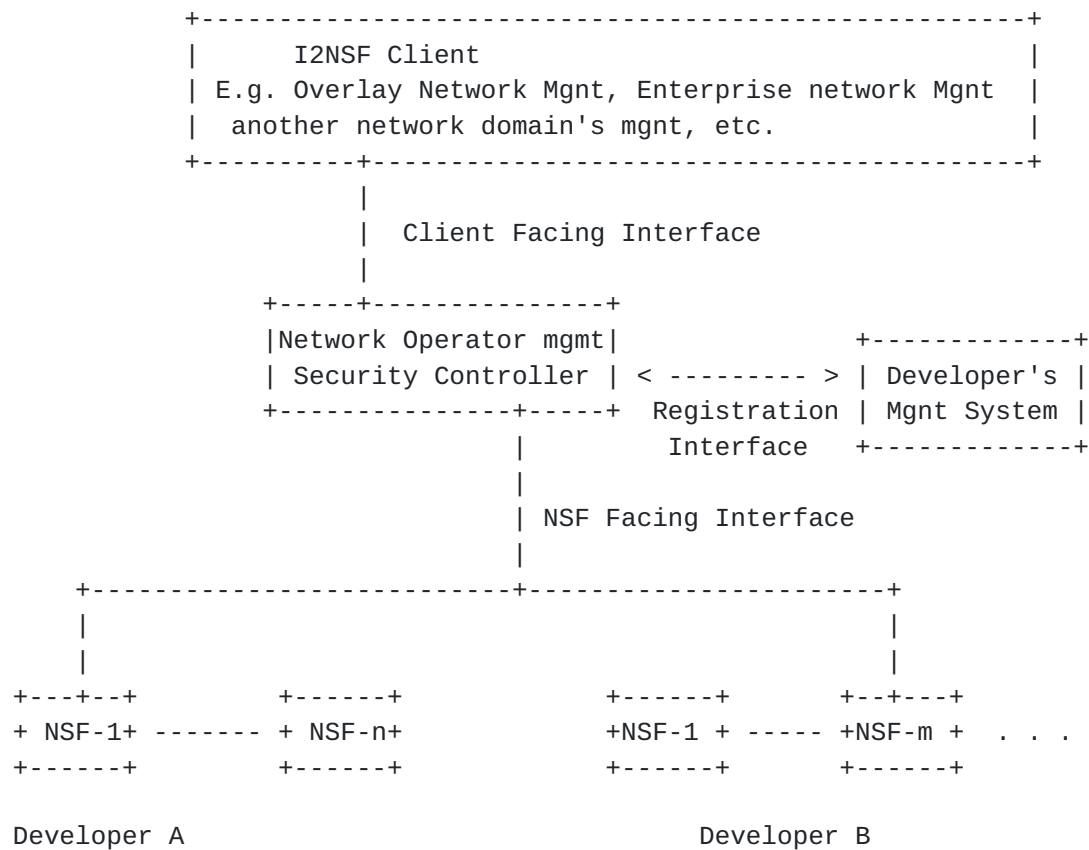 I2NSF Client
E.g. Overlay Network Mgnt, Enterprise network Mgnt
another network domain's mgnt, etc.
Client Facing Interface
Network Operator mgmt
Security Controller < --------- > Developer's
Registration Mgnt System
Interface
NSF Facing Interface
NSF-1 ------- NSF-n NSF-1 ----- NSF-m . . .
Developer A Developer B